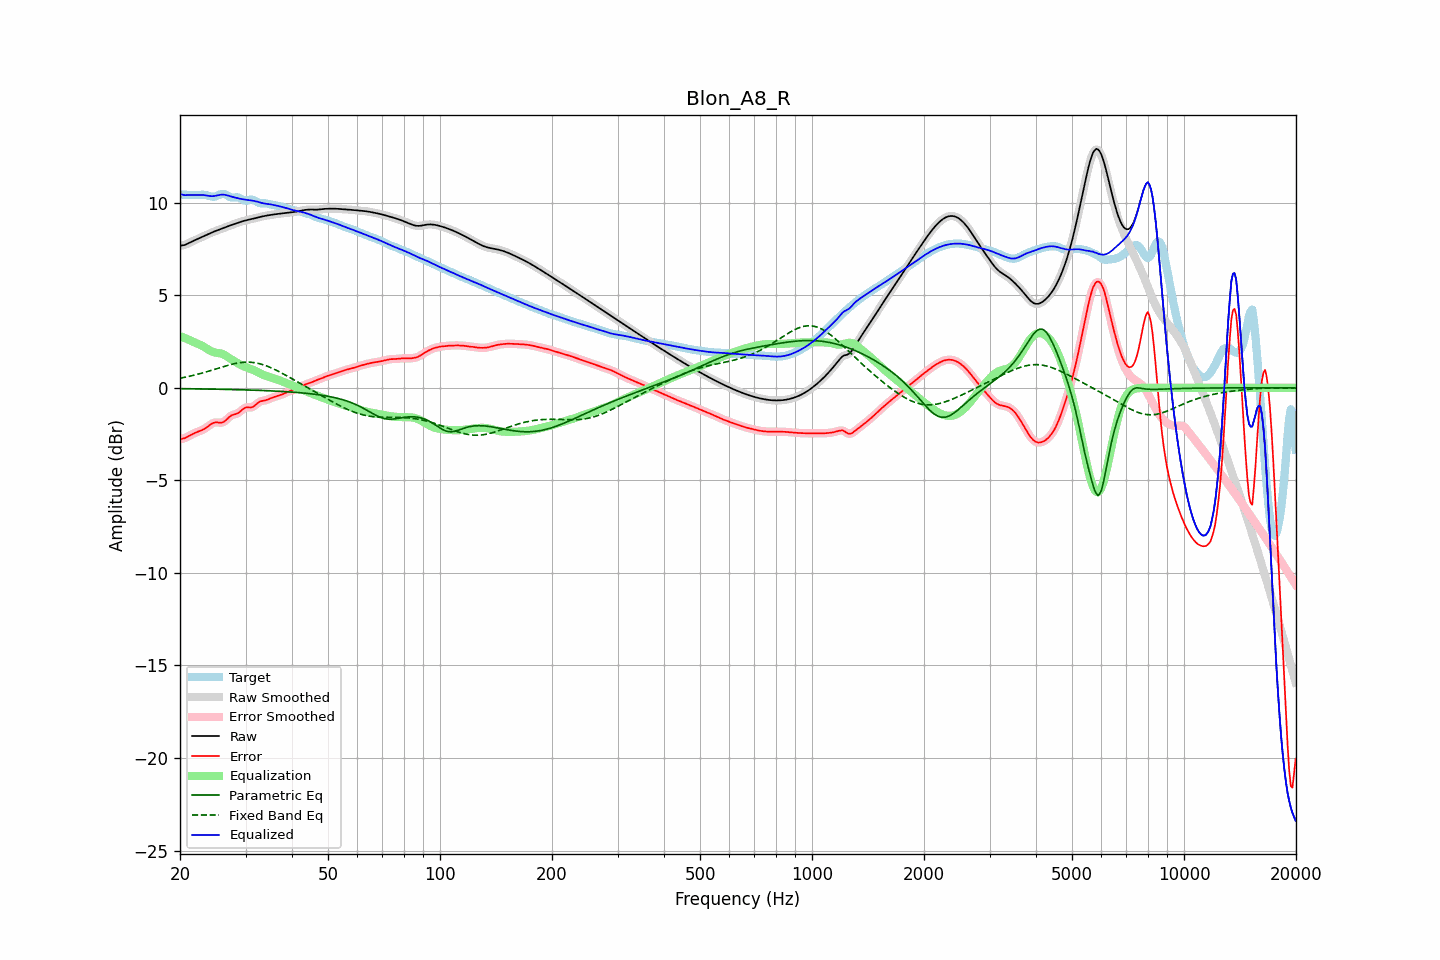 Blon_A8_R
10
5
0
−5
−10
−15
−20
−25
Amplitude (dBr)
Target
Raw Smoothed
Error Smoothed
Raw
Error
Equalization
Parametric Eq
Fixed Band Eq
Equalized
20 50 100 200 500 1000 2000 5000 10000 20000
Frequency (Hz)